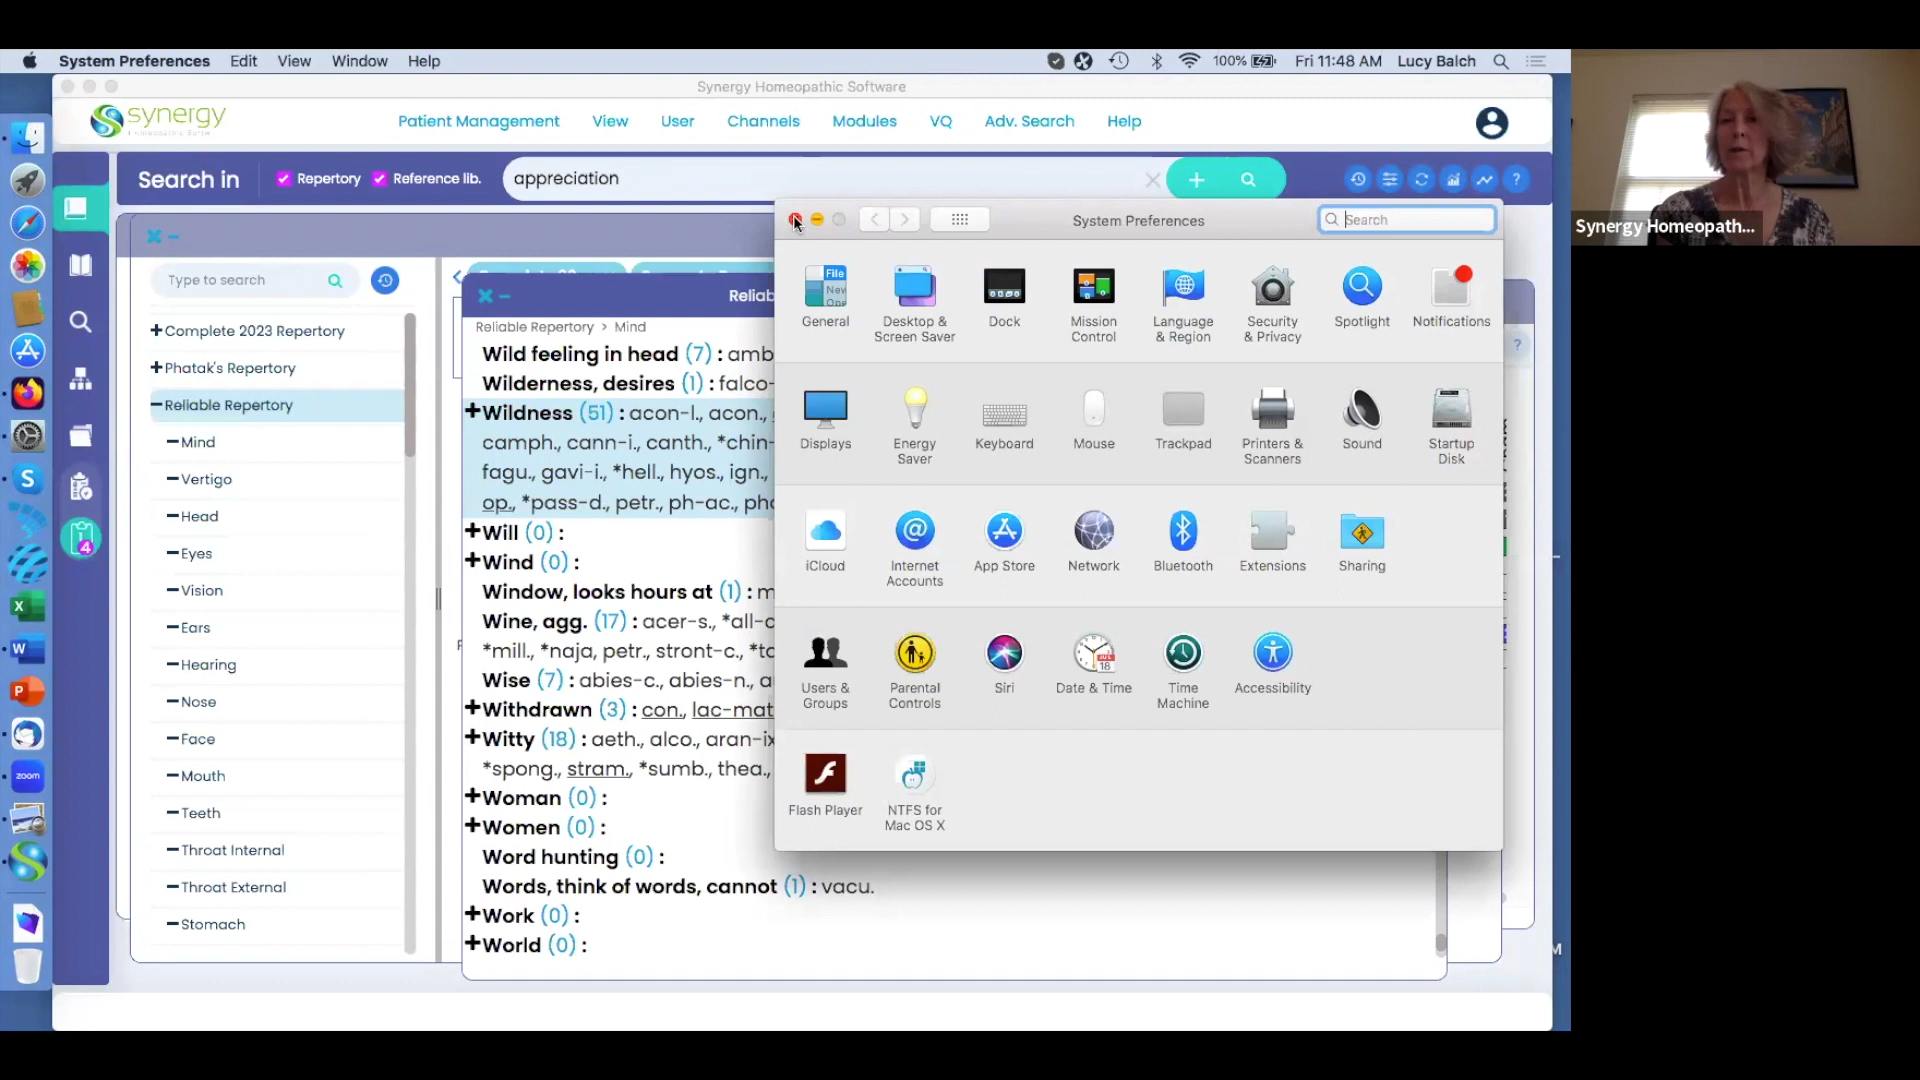 System Preferences Edit View Window Help
100% Fri 11:48 AM Lucy Balch
Synergy Homeopathic Software
synergy
Patient Management View User Channels Modules VQ Adv. Search Help
Search in Repertory Reference lib. appreciation
Type to search
+Complete 2023 Repertory
+Phatak's Repertory
Reliable Repertory
Mind
Vertigo
Head
Eyes
Vision
Ears
Hearing
Nose
Face
Mouth
Teeth
Throat Internal
Throat External
Stomach
4
Reliab
Reliable Repertory > Mind
Wild feeling in head (7) : amb
Wilderness, desires (1) : falco-
+Wildness (51) : acon-l., acon.,
camph., cann-i., canth., *chin-
fagu., gavi-i., *hell., hyos., ign.,
op., *pass-d., petr., ph-ac., pho
+Will (0) :
+Wind (0) :
Window, looks hours at (1) : m
Wine, agg. (17) : acer-s., *all-c
*mill., *naja, petr., stront-c., *ta
Wise (7) : abies-c., abies-n., a
+Withdrawn (3) : con., lac-mat
+Witty (18) : aeth., alco., aran-ix
*spong., stram., *sumb., thea.,
+Woman (0) :
+Women (0) :
Word hunting (0) :
Words, think of words, cannot (1) : vacu.
+Work (0) :
+World (0) :
System Preferences
Search
File
New
Ope
General
Desktop &
Screen Saver
Dock
Mission
Control
Language
& Region
Security
& Privacy
Spotlight
Notifications
Displays
Energy
Saver
Keyboard
Mouse
Trackpad
Printers &
Scanners
Sound
Startup
Disk
iCloud
Internet
Accounts
App Store
Network
Bluetooth
Extensions
Sharing
Users &
Groups
Parental
Controls
Siri
JUL
18
Date & Time
Time
Machine
Accessibility
Flash Player
NTFS for
Mac OS X
zoom
Synergy Homeopath...